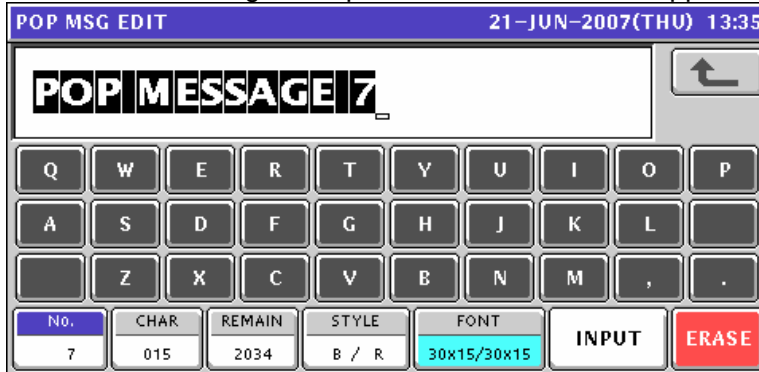 POP MSG EDIT 21-JUN-2007(THU) 13:35
POP MESSAGE 7_
Q W E R T Y U I O P
A S D F G H J K L
Z X C V B N M , .
No. CHAR REMAIN STYLE FONT
7 015 2034 B / R 30x15/30x15 INPUT ERASE